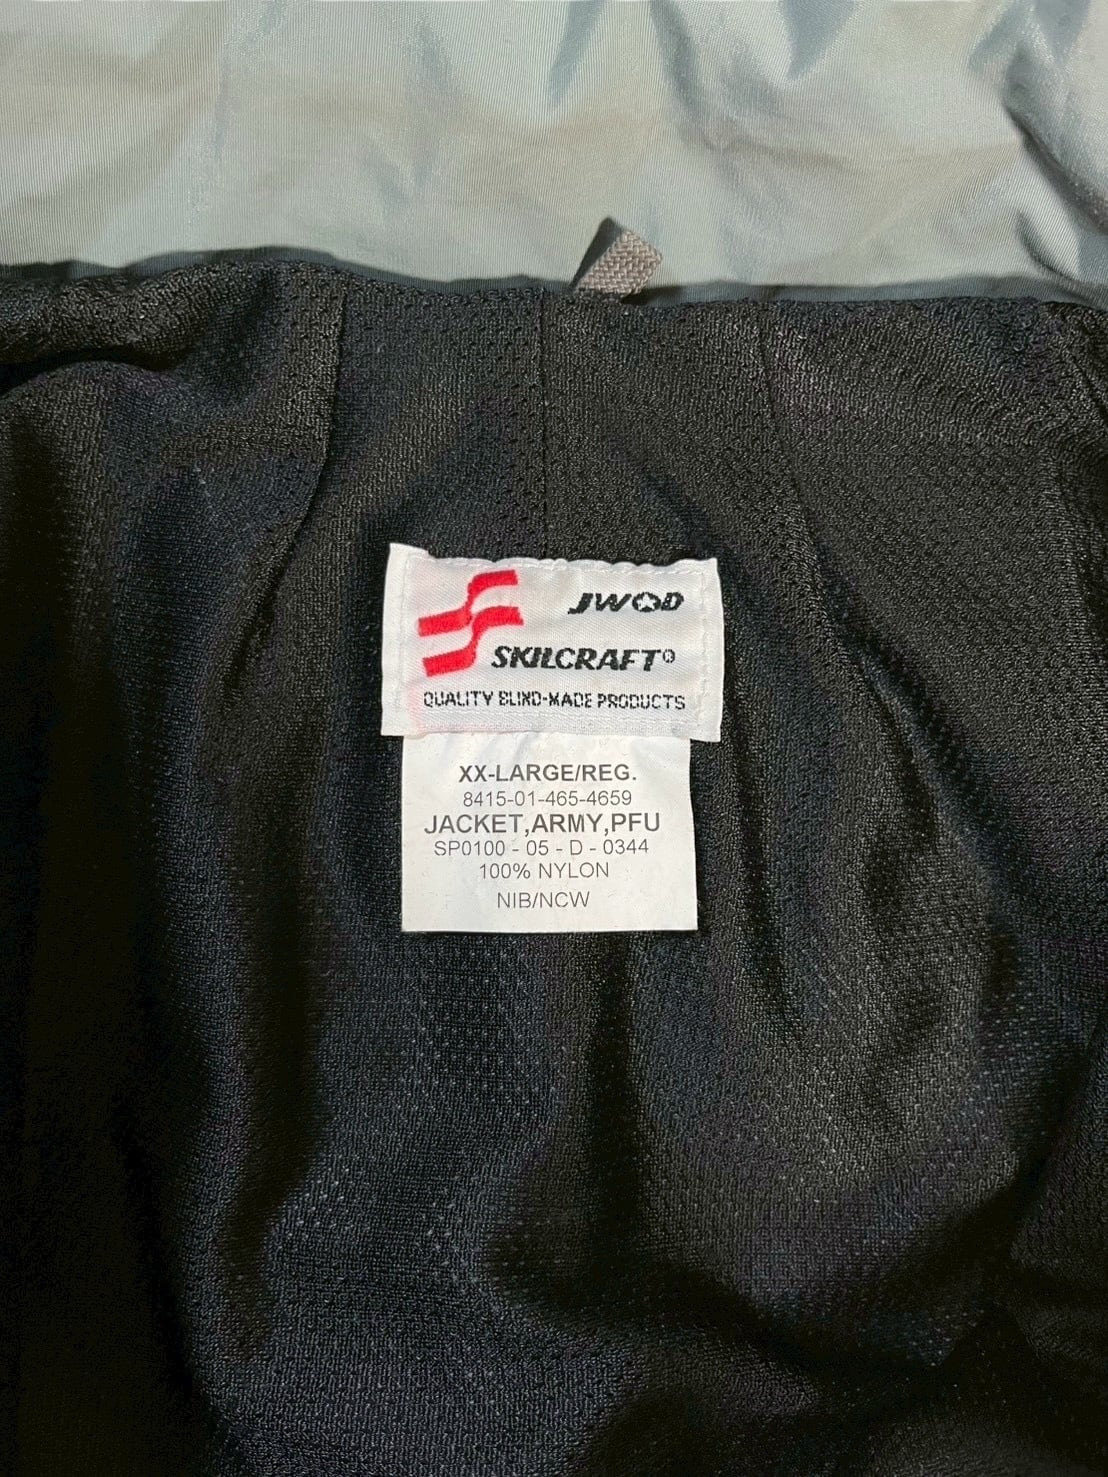 JWOD
SKILCRAFT®
QUALITY BLIND-MADE PRODUCTS
XX-LARGE/REG.
8415-01-465-4659
JACKET,ARMY,PFU
SP0100 - 05 - D - 0344
100% NYLON
NIB/NCW